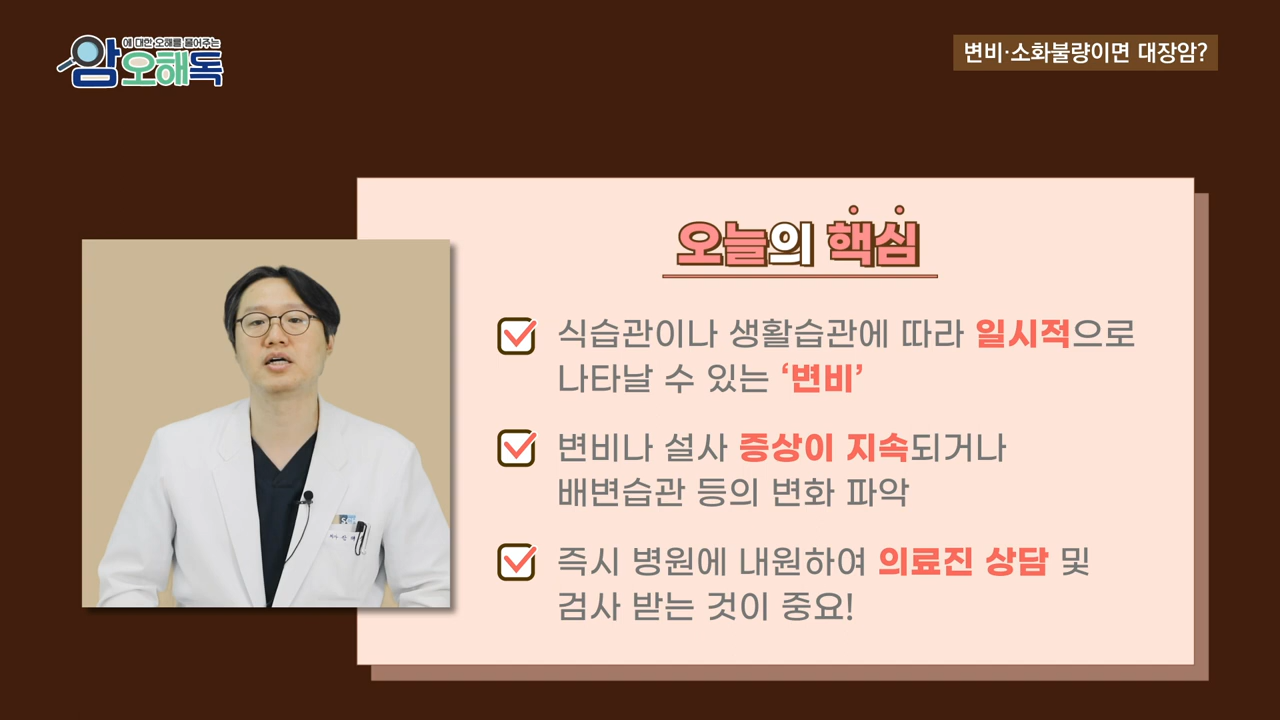 암에 대한 오해를 풀어주는
오해독
변비·소화불량이면 대장암?
오늘의 핵심
식습관이나 생활습관에 따라 일시적으로
나타날 수 있는 ‘변비’
변비나 설사 증상이 지속되거나
배변습관 등의 변화 파악
즉시 병원에 내원하여 의료진 상담 및
검사 받는 것이 중요!